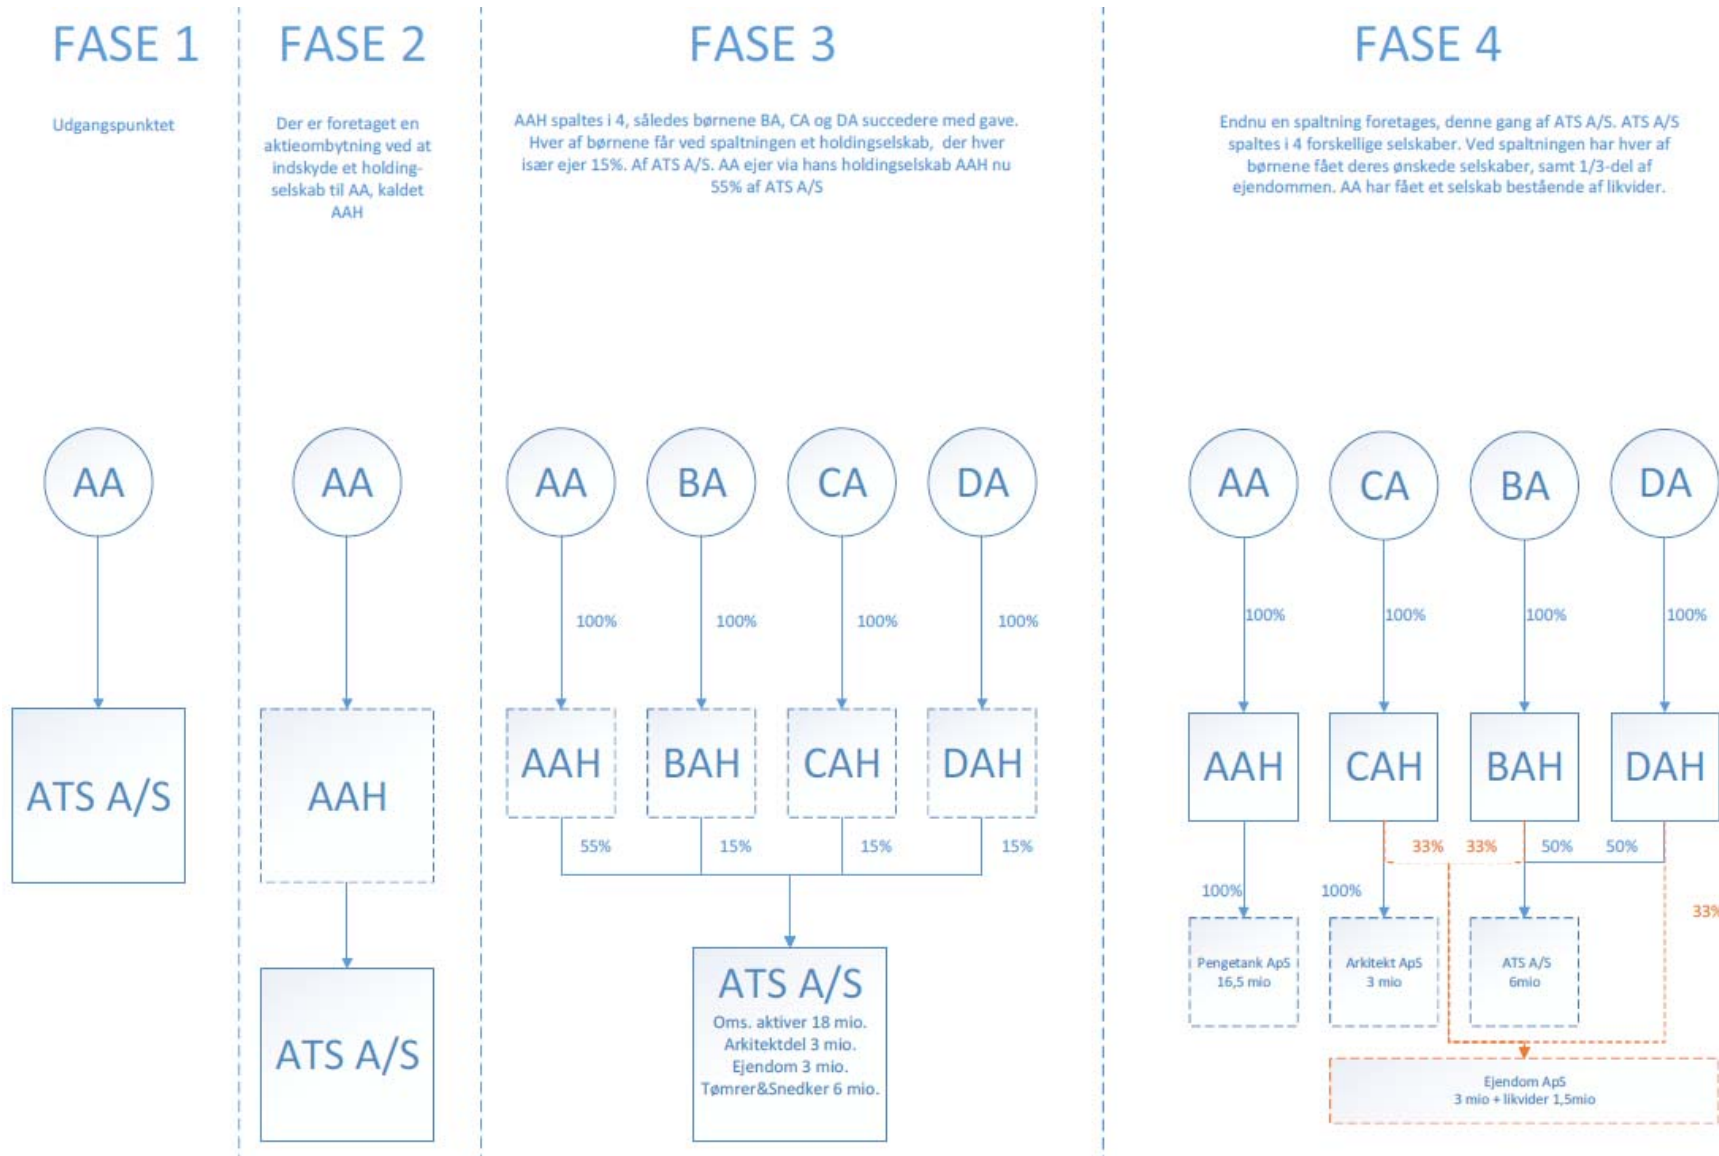 FASE 1
Udgangspunktet
AA
ATS A/S
FASE 2
Der er foretaget en
aktieombytning ved at
indskyde et holding-
selskab til AA, kaldet
AAH
AA
AAH
ATS A/S
FASE 3
AAH spaltes i 4, således børnene BA, CA og DA succedere med gave.
Hver af børnene får ved spaltningen et holdingselskab, der hver
især ejer 15%. Af ATS A/S. AA ejer via hans holdingselskab AAH nu
55% af ATS A/S
AA BA CA DA
100% 100% 100% 100%
AAH BAH CAH DAH
55% 15% 15% 15%
ATS A/S
Oms. aktiver 18 mio.
Arkitektdel 3 mio.
Ejendom 3 mio.
Tømrer&Snedker 6 mio.
FASE 4
Endnu en spaltning foretages, denne gang af ATS A/S. ATS A/S
spaltes i 4 forskellige selskaber. Ved spaltningen har hver af
børnene fået deres ønskede selskaber, samt 1/3-del af
ejendommen. AA har fået et selskab bestående af likvider.
AA CA BA DA
100% 100% 100% 100%
AAH CAH BAH DAH
33% 33% 50% 50%
100% 100% 33%
Pengetank ApS
16,5 mio
Arkitekt ApS
3 mio
ATS A/S
6mio
Ejendom ApS
3 mio + likvider 1,5mio